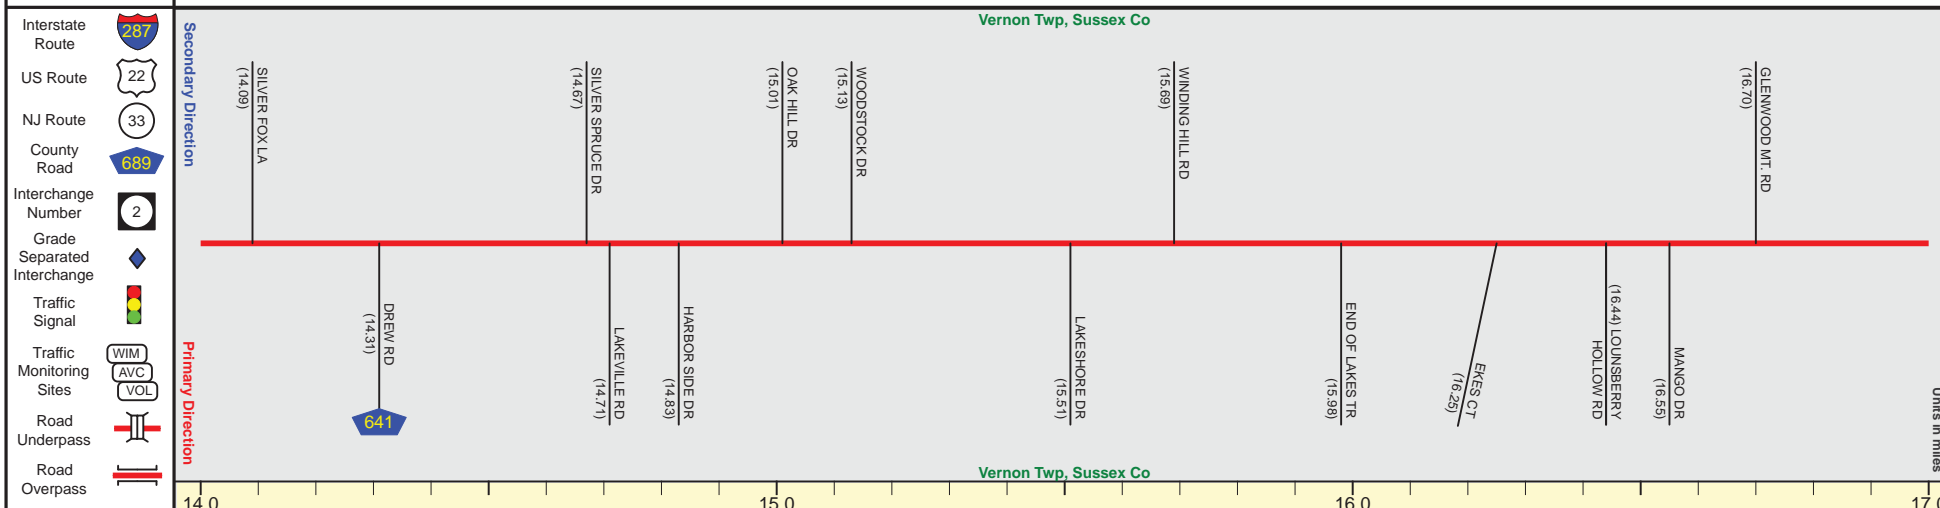 Interstate
Route
287
US Route
22
NJ Route
33
County
Road
689
Interchange
Number
2
Grade
Separated
Interchange
Traffic
Signal
Traffic
Monitoring
Sites
WIM
AVC
VOL
Road
Underpass
Road
Overpass
Secondary Direction
Primary Direction
Vernon Twp, Sussex Co
SILVER FOX LA
(14.09)
SILVER SPRUCE DR
(14.67)
OAK HILL DR
(15.01)
WOODSTOCK DR
(15.13)
WINDING HILL RD
(15.69)
GLENWOOD MT. RD
(16.70)
DREW RD
(14.31)
641
LAKEVILLE RD
(14.71)
HARBOR SIDE DR
(14.83)
LAKESHORE DR
(15.51)
END OF LAKES TR
(15.98)
EKES CT
(16.25)
(16.44) LOUNSBERRY
HOLLOW RD
MANGO DR
(16.55)
Units in miles
Vernon Twp, Sussex Co
14.0
15.0
16.0
17.0